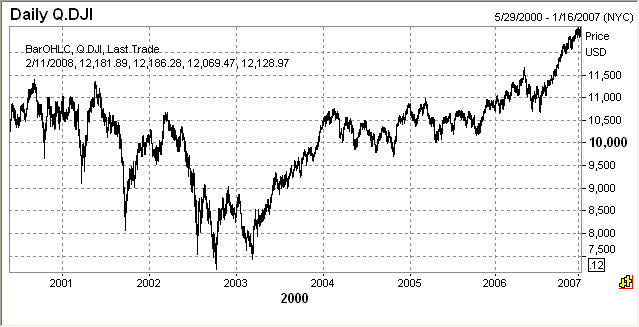 Daily Q.DJI
5/29/2000 - 1/16/2007 (NYC)
BarOHLC, Q.DJI, Last Trade
2/11/2008, 12,181.89, 12,186.28, 12,069.47, 12,128.97
Price
USD
11,500
11,000
10,500
10,000
9,500
9,000
8,500
8,000
7,500
.12
2001 2002 2003 2004 2005 2006 2007
2000